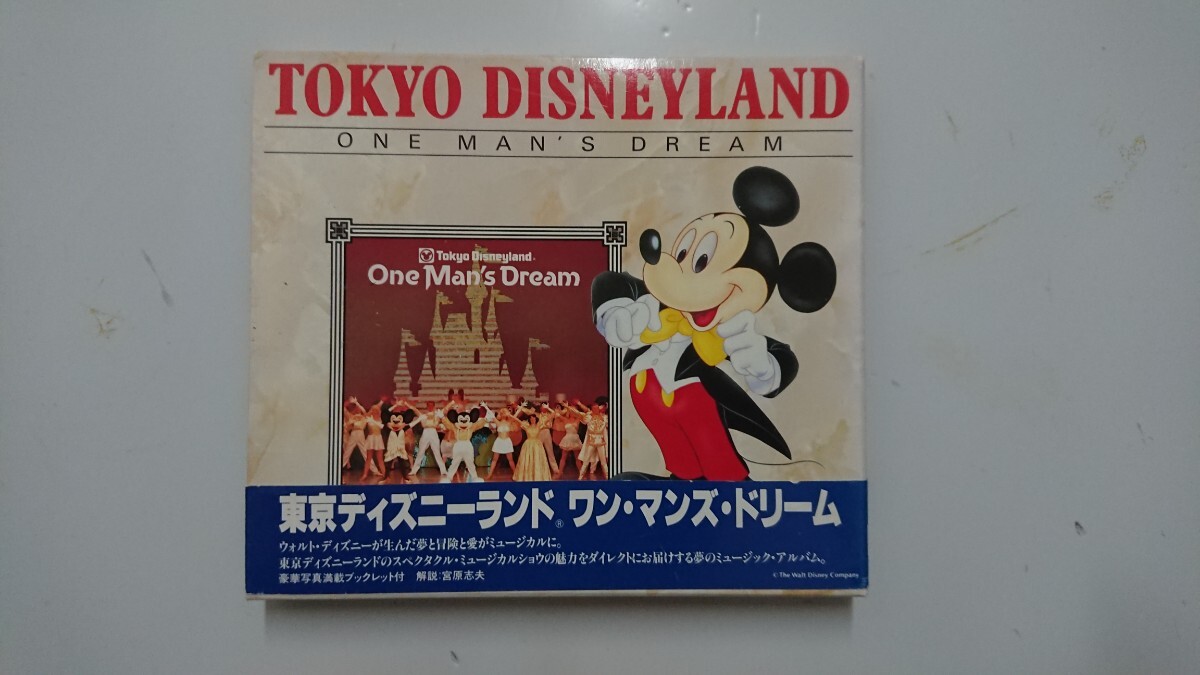 TOKYO DISNEYLAND
ONE MAN'S DREAM
Tokyo Disneyland
One Man's Dream
東京ディズニーランド® ワン・マンズ・ドリーム
ウォルト・ディズニーが生んだ夢と冒険と愛がミュージカルに。
東京ディズニーランドのスペクタクル・ミュージカルショウの魅力をダイレクトにお届けする夢のミュージック・アルバム。
豪華写真満載ブックレット付 解説:宮原志夫
© The Walt Disney Company